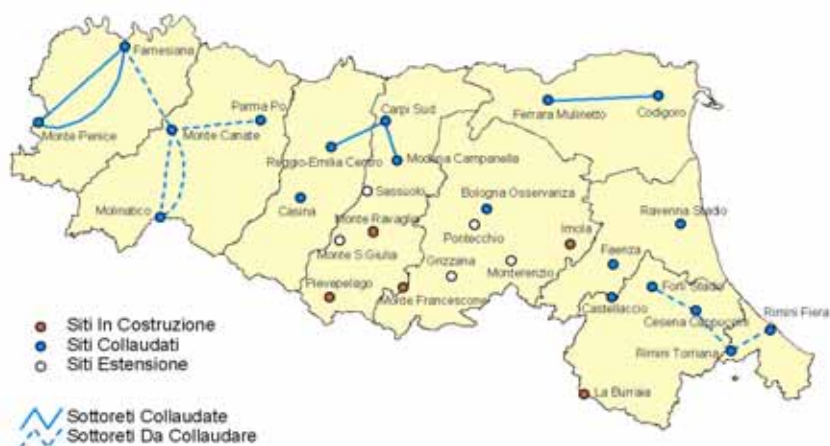 Farnesiana
Parma Po
Carpi Sud
Ferrara Mulinetto
Codigoro
Monte Penice
Monte Canate
Reggio-Emilia Centro
Modena Campanella
Sassuolo
Bologna Osservanza
Molinatico
Casina
Monte Ravaglia
Pontecchio
Imola
Ravenna Stadio
Monte S.Giulia
Grizzana
Monterenzio
Faenza
Pievepelago
Monte Francescone
Castellaccio
Forlì Stadio
Cesena Cappuccini
Rimini Fiera
Rimini Torriana
La Burraia
Siti In Costruzione
Siti Collaudati
Siti Estensione
Sottoreti Collaudate
Sottoreti Da Collaudare